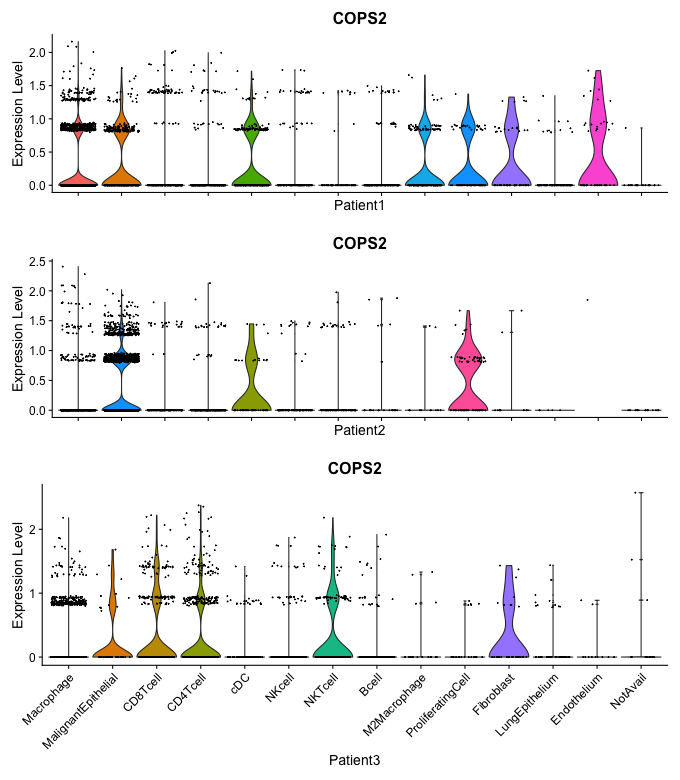 COPS2
Expression Level
2.0
1.5
1.0
0.5
0.0
Patient1
COPS2
Expression Level
2.5
2.0
1.5
1.0
0.5
0.0
Patient2
COPS2
Expression Level
2
1
0
Macrophage
MalignantEpithelial
CD8Tcell
CD4Tcell
cDC
NKcell
NKTcell
Bcell
M2Macrophage
ProliferatingCell
Fibroblast
LungEpithelium
Endothelium
NotAvail
Patient3